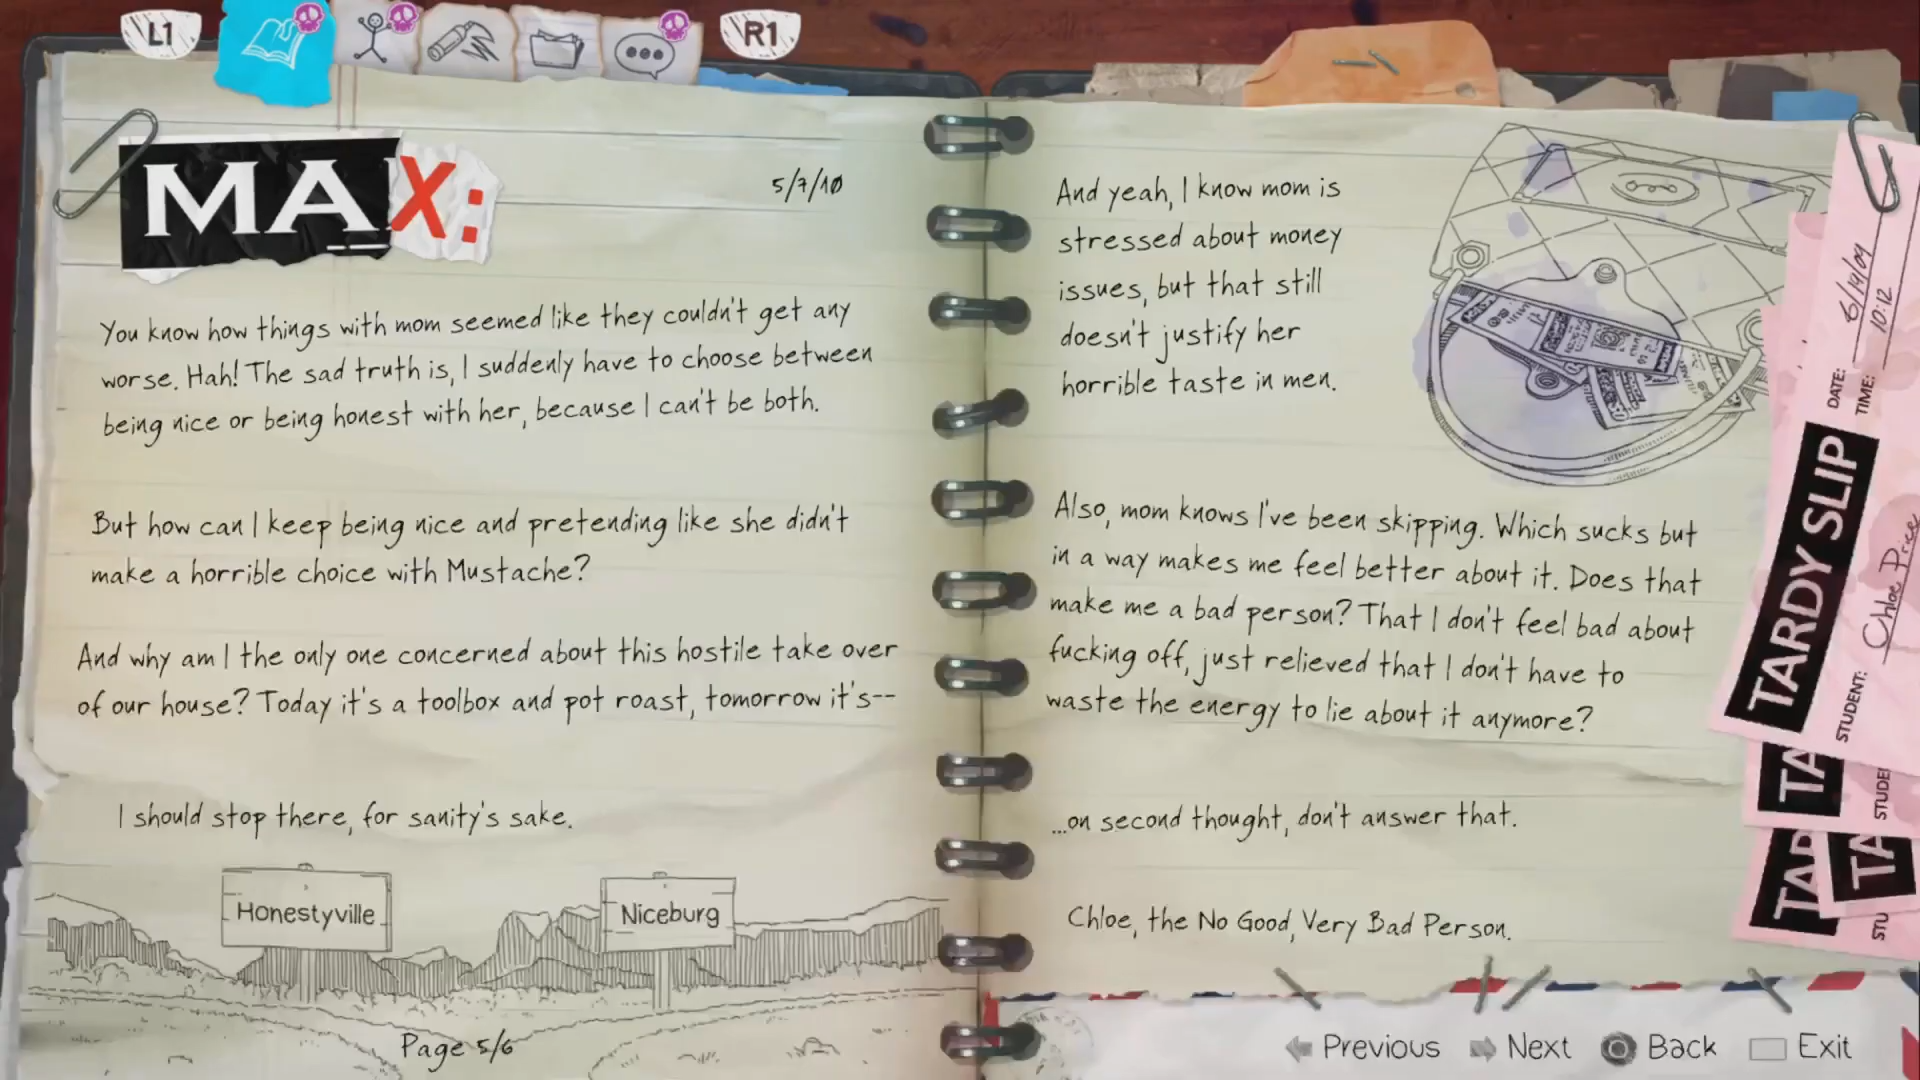 L1
R1
MAX:
5/7/10
You know how things with mom seemed like they couldn't get any
worse. Hah! The sad truth is, I suddenly have to choose between
being nice or being honest with her, because I can't be both.
But how can I keep being nice and pretending like she didn't
make a horrible choice with Mustache?
And why am I the only one concerned about this hostile take over
of our house? Today it's a toolbox and pot roast, tomorrow it's--
I should stop there, for sanity's sake.
Honestyville
Niceburg
Page 5/6
And yeah, I know mom is
stressed about money
issues, but that still
doesn't justify her
horrible taste in men.
Also, mom knows I've been skipping. Which sucks but
in a way makes me feel better about it. Does that
make me a bad person? That I don't feel bad about
fucking off, just relieved that I don't have to
waste the energy to lie about it anymore?
...on second thought, don't answer that.
Chloe, the No Good, Very Bad Person.
TARDY SLIP
DATE: 6/19/09
TIME: 10:12
STUDENT: Chloe Price
TA
STUDE
TAR
TA
STU
Previous
Next
Back
Exit